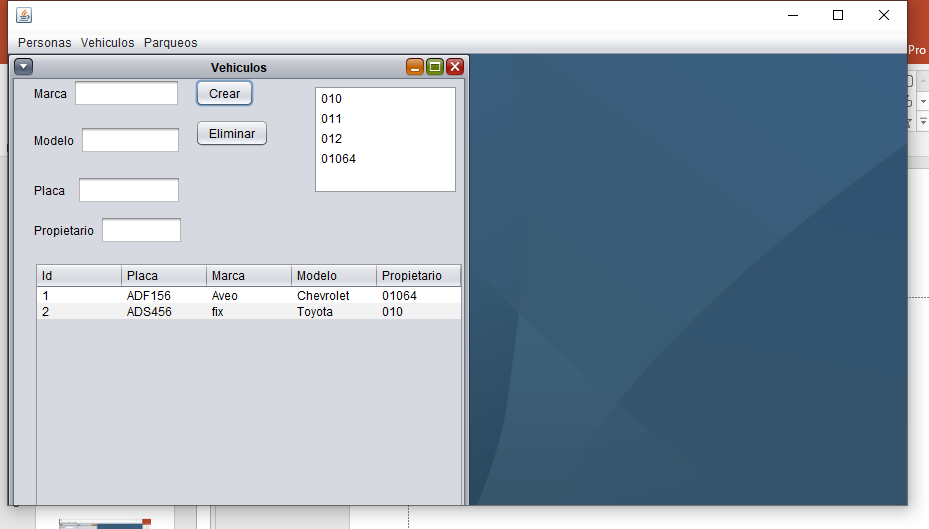 Pro
Personas Vehiculos Parqueos
Vehiculos
Marca Crear
Modelo Eliminar
Placa
Propietario
010
011
012
01064
Id Placa Marca Modelo Propietario
1 ADF156 Aveo Chevrolet 01064
2 ADS456 fix Toyota 010